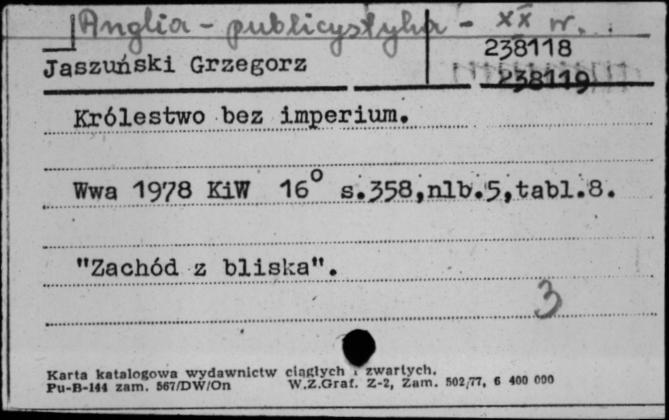 Anglia - publicystyka - XX w.
238118
Jaszuński Grzegorz
238119
Królestwo bez imperium.
Wwa 1978 KiW 16° s.358,nlb.5,tabl.8.
"Zachód z bliska".
3
Karta katalogowa wydawnictw ciągłych i zwartych.
Pu-B-144 zam. 567/DW/On W.Z.Graf. Z-2, Zam. 502/77, 6 400 000